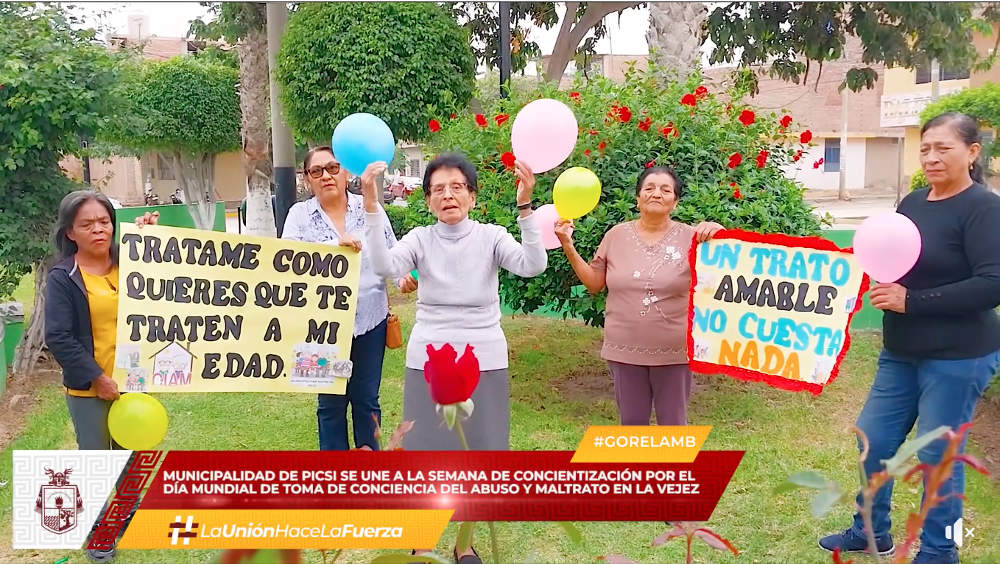 TRATAME COMO
QUIERES QUE TE
TRATEN A MI
EDAD.
CIAM
UN TRATO
AMABLE
NO CUESTA
NADA.
#GORELAMB
MUNICIPALIDAD DE PICSI SE UNE A LA SEMANA DE CONCIENTIZACIÓN POR EL
DÍA MUNDIAL DE TOMA DE CONCIENCIA DEL ABUSO Y MALTRATO EN LA VEJEZ
#LaUniónHaceLaFuerza